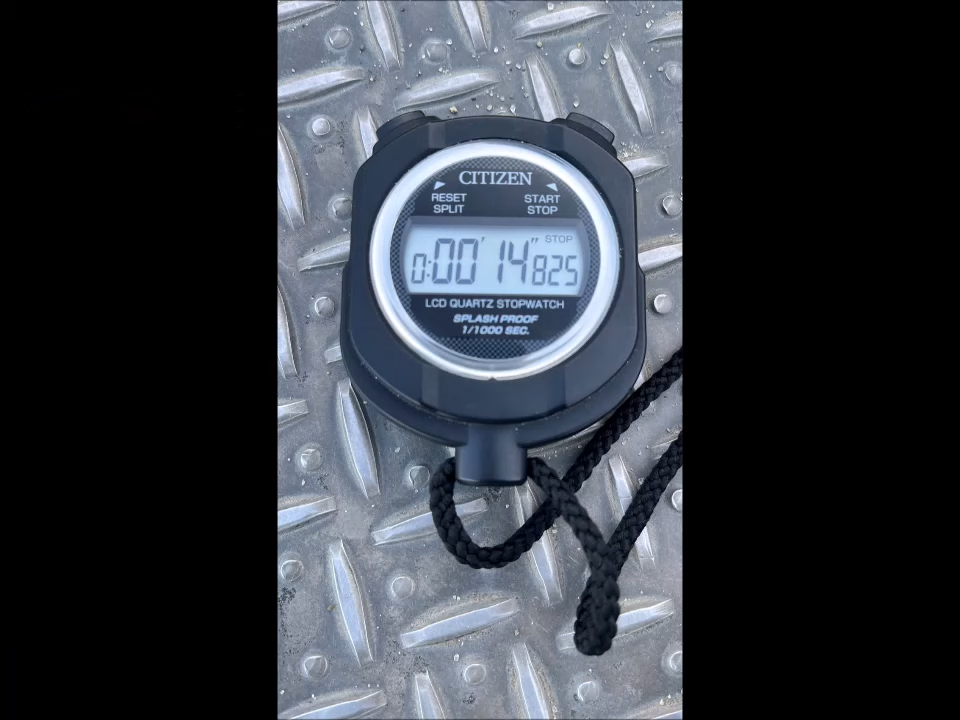 CITIZEN
RESET START
SPLIT STOP
STOP
0:00'14"825
LCD QUARTZ STOPWATCH
SPLASH PROOF
1/1000 SEC.